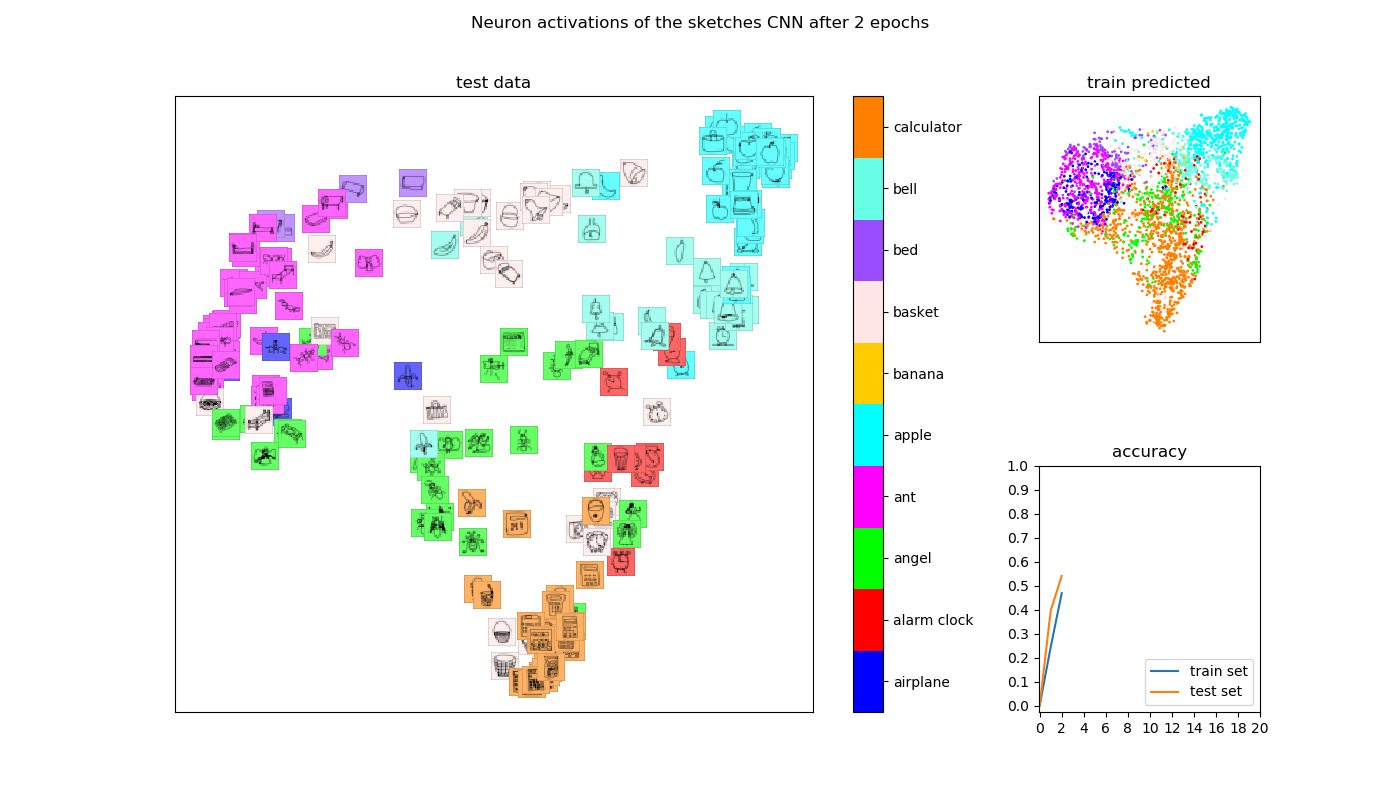 Neuron activations of the sketches CNN after 2 epochs
test data
calculator
bell
bed
basket
banana
apple
ant
angel
alarm clock
airplane
train predicted
accuracy
1.0
0.9
0.8
0.7
0.6
0.5
0.4
0.3
0.2
0.1
0.0
0 2 4 6 8 10 12 14 16 18 20
train set
test set